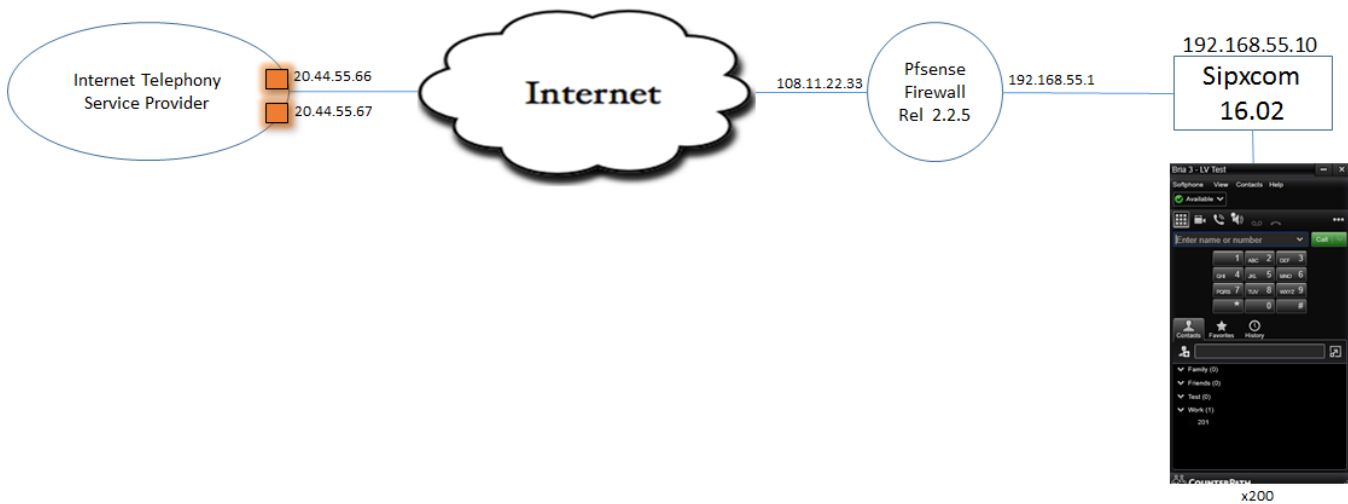 Internet Telephony
Service Provider
20.44.55.66
20.44.55.67
Internet
108.11.22.33
Pfsense
Firewall
Rel 2.2.5
192.168.55.1
192.168.55.10
Sipxcom
16.02
Bria 3 - LV Test
Softphone View Contacts Help
Available
Enter name or number
Call
1 ABC 2 DEF 3
GHI 4 JKL 5 MNO 6
PQRS 7 TUV 8 WXYZ 9
* 0 #
Contacts Favorites History
Family (0)
Friends (0)
Test (0)
Work (1)
201
COUNTERPATH
x200